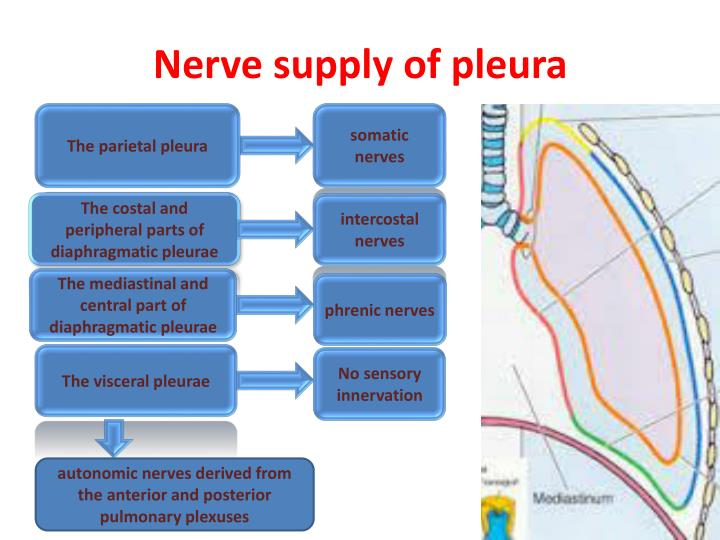 Nerve supply of pleura
The parietal pleura
somatic
nerves
The costal and
peripheral parts of
diaphragmatic pleurae
intercostal
nerves
The mediastinal and
central part of
diaphragmatic pleurae
phrenic nerves
The visceral pleurae
No sensory
innervation
autonomic nerves derived from
the anterior and posterior
pulmonary plexuses
Mediastinum